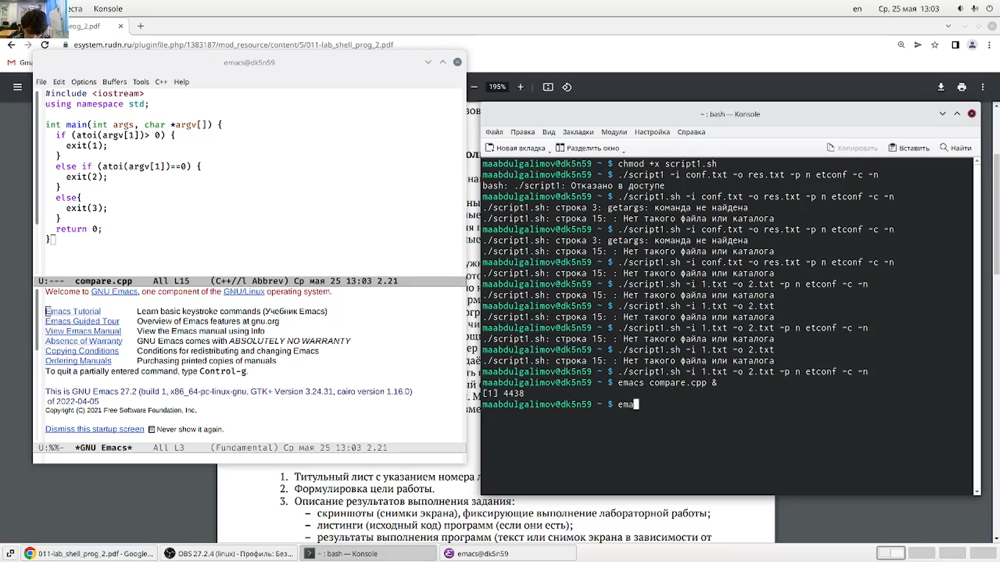 еста Konsole en Ср, 25 мая 13:03
rog_2.pdf
esystem.rudn.ru/pluginfile.php/1383187/mod_resource/content/5/011-lab_shell_prog_2.pdf
195%
emacs@dk5n59
File Edit Options Buffers Tools C++ Help
#include <iostream>
using namespace std;
int main(int args, char *argv[]) {
if (atoi(argv[1])> 0) {
exit(1);
}
else if (atoi(argv[1])==0) {
exit(2);
}
else{
exit(3);
}
return 0;
}
U:--- compare.cpp All L15 (C++//l Abbrev) Ср мая 25 13:03 2.21
Welcome to GNU Emacs, one component of the GNU/Linux operating system.
Emacs Tutorial Learn basic keystroke commands (Учебник Emacs)
Emacs Guided Tour Overview of Emacs features at gnu.org
View Emacs Manual View the Emacs manual using Info
Absence of Warranty GNU Emacs comes with ABSOLUTELY NO WARRANTY
Copying Conditions Conditions for redistributing and changing Emacs
Ordering Manuals Purchasing printed copies of manuals
To quit a partially entered command, type Control-g.
This is GNU Emacs 27.2 (build 1, x86_64-pc-linux-gnu, GTK+ Version 3.24.31, cairo version 1.16.0)
of 2022-04-05
Copyright (C) 2021 Free Software Foundation, Inc.
Dismiss this startup screen Never show it again.
U:%%- *GNU Emacs* All L3 (Fundamental) Ср мая 25 13:03 2.21
~ : bash — Konsole
Файл Правка Вид Закладки Модули Настройка Справка
Новая вкладка Разделить окно Копировать Вставить Найти
maabdulgalimov@dk5n59 ~ $ chmod +x script1.sh
maabdulgalimov@dk5n59 ~ $ ./script1 -i conf.txt -o res.txt -p n etconf -c -n
bash: ./script1: Отказано в доступе
maabdulgalimov@dk5n59 ~ $ ./script1.sh -i conf.txt -o res.txt -p n etconf -c -n
./script1.sh: строка 3: getargs: команда не найдена
./script1.sh: строка 15: : Нет такого файла или каталога
maabdulgalimov@dk5n59 ~ $ ./script1.sh -i conf.txt -o res.txt -p n etconf -c -n
./script1.sh: строка 3: getargs: команда не найдена
./script1.sh: строка 15: : Нет такого файла или каталога
maabdulgalimov@dk5n59 ~ $ ./script1.sh -i conf.txt -o res.txt -p n etconf -c -n
./script1.sh: строка 15: : Нет такого файла или каталога
maabdulgalimov@dk5n59 ~ $ ./script1.sh -i 1.txt -o 2.txt -p n etconf -c -n
./script1.sh: строка 15: : Нет такого файла или каталога
maabdulgalimov@dk5n59 ~ $ ./script1.sh -i 1.txt -o 2.txt
./script1.sh: строка 15: : Нет такого файла или каталога
maabdulgalimov@dk5n59 ~ $ ./script1.sh -i 1.txt -o 2.txt -p n etconf -c -n
./script1.sh: строка 15: : Нет такого файла или каталога
maabdulgalimov@dk5n59 ~ $ ./script1.sh -i 1.txt -o 2.txt
./script1.sh: строка 15: : Нет такого файла или каталога
maabdulgalimov@dk5n59 ~ $ ./script1.sh -i 1.txt -o 2.txt -p n etconf -c -n
maabdulgalimov@dk5n59 ~ $ emacs compare.cpp &
[1] 4438
maabdulgalimov@dk5n59 ~ $ ema
1. Титульный лист с указанием номера
2. Формулировка цели работы.
3. Описание результатов выполнения задания:
– скриншоты (снимки экрана), фиксирующие выполнение лабораторной работы;
– листинги (исходный код) программ (если они есть);
– результаты выполнения программ (текст или снимок экрана в зависимости от
011-lab_shell_prog_2.pdf - Google... OBS 27.2.4 (linux) - Профиль: Без... ~ : bash — Konsole emacs@dk5n59